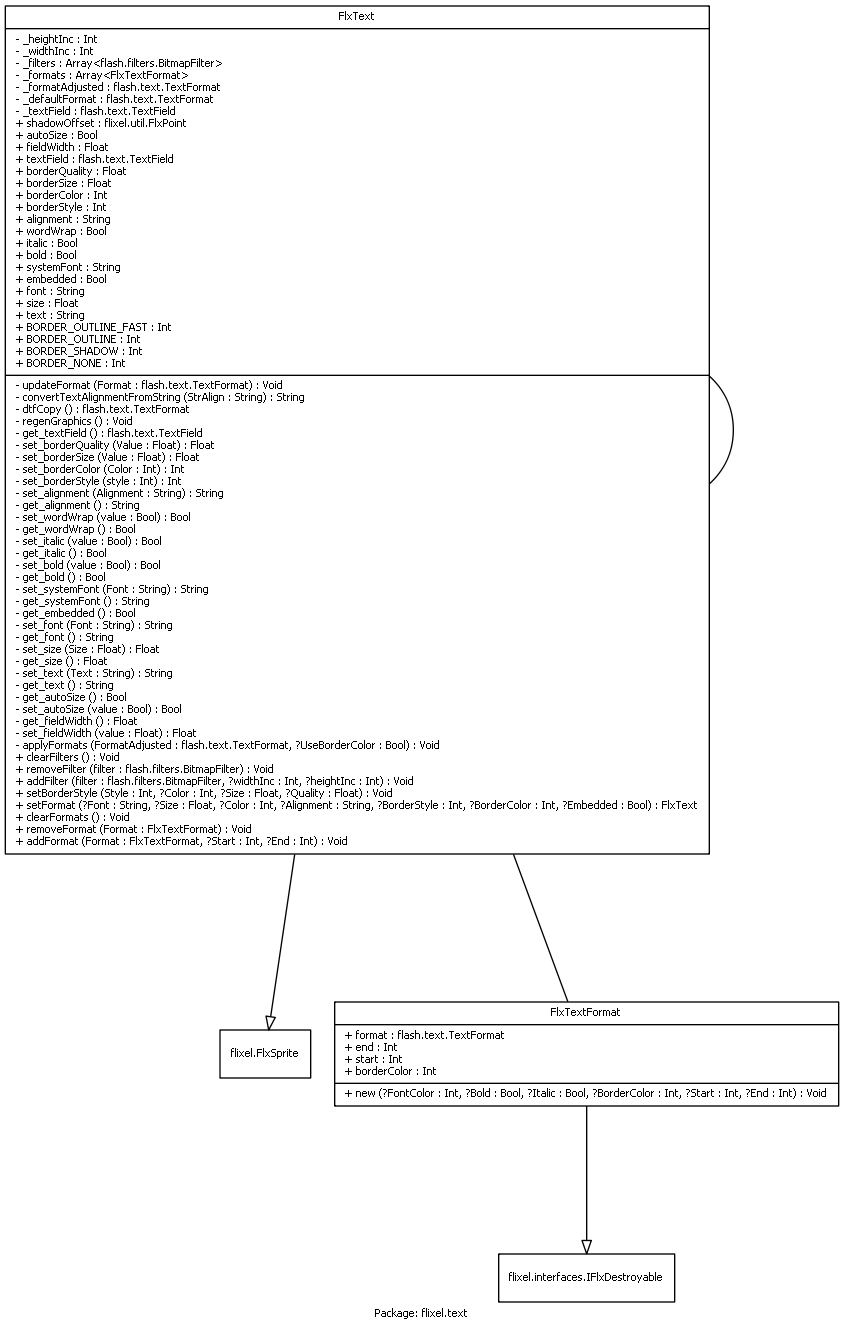 FlxText
- _heightInc : Int
- _widthInc : Int
- _filters : Array<flash.filters.BitmapFilter>
- _formats : Array<FlxTextFormat>
- _formatAdjusted : flash.text.TextFormat
- _defaultFormat : flash.text.TextFormat
- _textField : flash.text.TextField
+ shadowOffset : flixel.util.FlxPoint
+ autoSize : Bool
+ fieldWidth : Float
+ textField : flash.text.TextField
+ borderQuality : Float
+ borderSize : Float
+ borderColor : Int
+ borderStyle : Int
+ alignment : String
+ wordWrap : Bool
+ italic : Bool
+ bold : Bool
+ systemFont : String
+ embedded : Bool
+ font : String
+ size : Float
+ text : String
+ BORDER_OUTLINE_FAST : Int
+ BORDER_OUTLINE : Int
+ BORDER_SHADOW : Int
+ BORDER_NONE : Int
- updateFormat (Format : flash.text.TextFormat) : Void
- convertTextAlignmentFromString (StrAlign : String) : String
- dtfCopy () : flash.text.TextFormat
- regenGraphics () : Void
- get_textField () : flash.text.TextField
- set_borderQuality (Value : Float) : Float
- set_borderSize (Value : Float) : Float
- set_borderColor (Color : Int) : Int
- set_borderStyle (style : Int) : Int
- set_alignment (Alignment : String) : String
- get_alignment () : String
- set_wordWrap (value : Bool) : Bool
- get_wordWrap () : Bool
- set_italic (value : Bool) : Bool
- get_italic () : Bool
- set_bold (value : Bool) : Bool
- get_bold () : Bool
- set_systemFont (Font : String) : String
- get_systemFont () : String
- get_embedded () : Bool
- set_font (Font : String) : String
- get_font () : String
- set_size (Size : Float) : Float
- get_size () : Float
- set_text (Text : String) : String
- get_text () : String
- get_autoSize () : Bool
- set_autoSize (value : Bool) : Bool
- get_fieldWidth () : Float
- set_fieldWidth (value : Float) : Float
- applyFormats (FormatAdjusted : flash.text.TextFormat, ?UseBorderColor : Bool) : Void
+ clearFilters () : Void
+ removeFilter (filter : flash.filters.BitmapFilter) : Void
+ addFilter (filter : flash.filters.BitmapFilter, ?widthInc : Int, ?heightInc : Int) : Void
+ setBorderStyle (Style : Int, ?Color : Int, ?Size : Float, ?Quality : Float) : Void
+ setFormat (?Font : String, ?Size : Float, ?Color : Int, ?Alignment : String, ?BorderStyle : Int, ?BorderColor : Int, ?Embedded : Bool) : FlxText
+ clearFormats () : Void
+ removeFormat (Format : FlxTextFormat) : Void
+ addFormat (Format : FlxTextFormat, ?Start : Int, ?End : Int) : Void
FlxTextFormat
+ format : flash.text.TextFormat
+ end : Int
+ start : Int
+ borderColor : Int
+ new (?FontColor : Int, ?Bold : Bool, ?Italic : Bool, ?BorderColor : Int, ?Start : Int, ?End : Int) : Void
flixel.FlxSprite
flixel.interfaces.IFlxDestroyable
Package: flixel.text